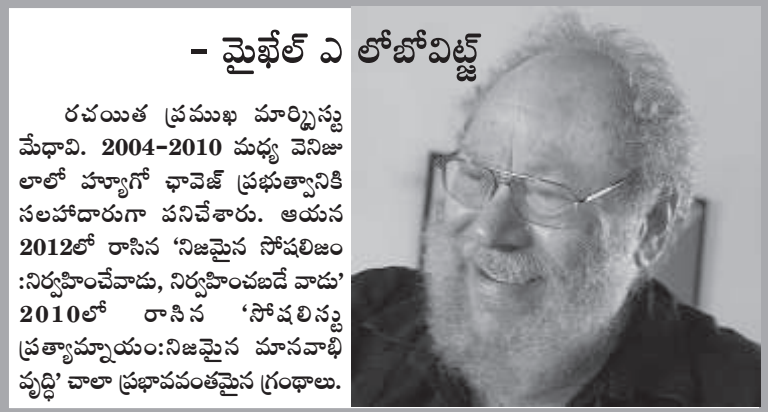 - మైఖేల్ ఎ లోబోవిట్జ్
రచయిత ప్రముఖ మార్క్సిస్టు
మేధావి. 2004-2010 మధ్య వెనిజు
లాలో హ్యూగో ఛావెజ్ ప్రభుత్వానికి
సలహాదారుగా పనిచేశారు. ఆయన
2012లో రాసిన ‘నిజమైన సోషలిజం
:నిర్వహించేవాడు, నిర్వహించబడే వాడు’
2010లో రాసిన ‘సోషలిస్టు
ప్రత్యామ్నాయం:నిజమైన మానవాభి
వృద్ధి’ చాలా ప్రభావవంతమైన గ్రంథాలు.